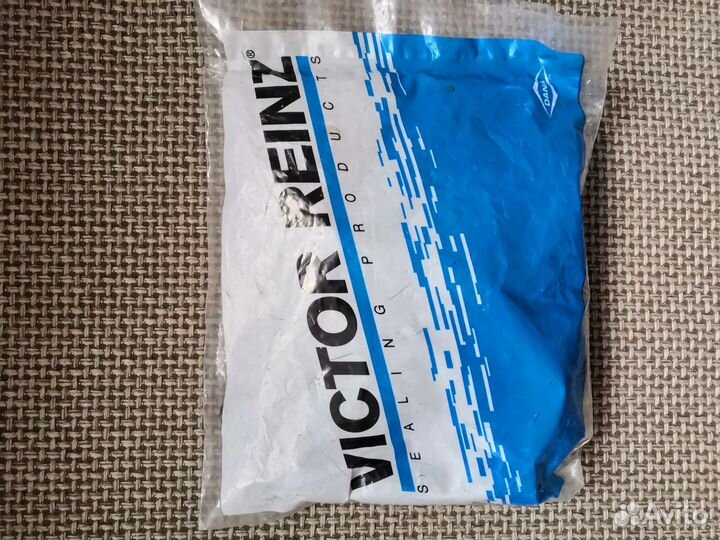 VICTOR REINZ®
SEALING PRODUCTS
DANA
Avito